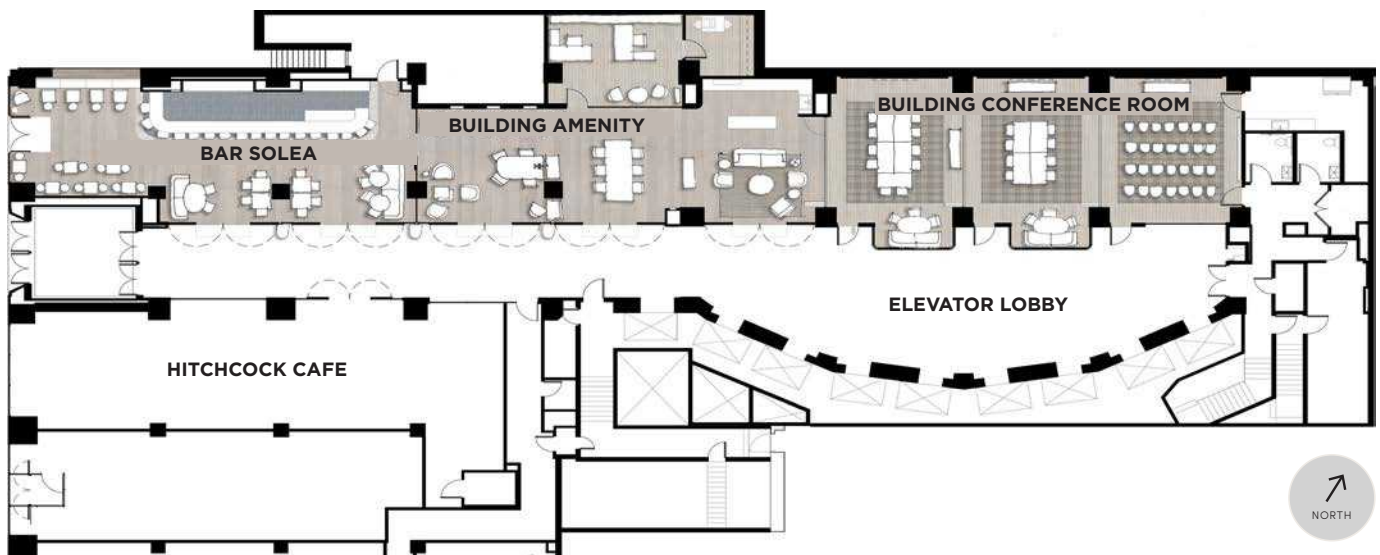 BUILDING CONFERENCE ROOM
BUILDING AMENITY
BAR SOLEA
ELEVATOR LOBBY
HITCHCOCK CAFE
NORTH